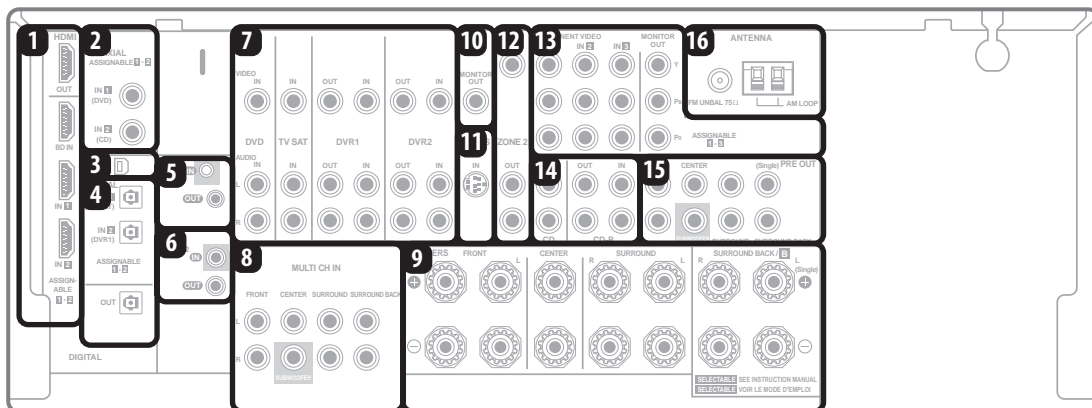 1
HDMI
OUT
BD IN
IN 1
IN 2
ASSIGN-
ABLE
1-2
2
ASSIGNABLE 1-2
IN 1
(DVD)
IN 2
(CD)
3
4
IN 2
(DVR1)
ASSIGNABLE
1-2
OUT
DIGITAL
5
IN
OUT
6
IN
OUT
7
VIDEO
IN IN OUT IN OUT IN
DVD TV SAT DVR1 DVR2
AUDIO
IN IN OUT IN OUT IN
L
R
8
MULTI CH IN
FRONT CENTER SURROUND SURROUND BACK
L
R
SUBWOOFER
9
FRONT CENTER SURROUND SURROUND BACK / B
L R L R L
(Single)
SELECTABLE SEE INSTRUCTION MANUAL
SELECTABLE VOIR LE MODE D'EMPLOI
10
MONITOR
OUT
11
IN
12
ZONE 2
OUT
13
IN 2 IN 3
MONITOR
OUT
Y
ASSIGNABLE
1-3
14
OUT IN
CD CD-R
15
CENTER (Single) PRE OUT
16
ANTENNA
FM UNBAL 75Ω AM LOOP